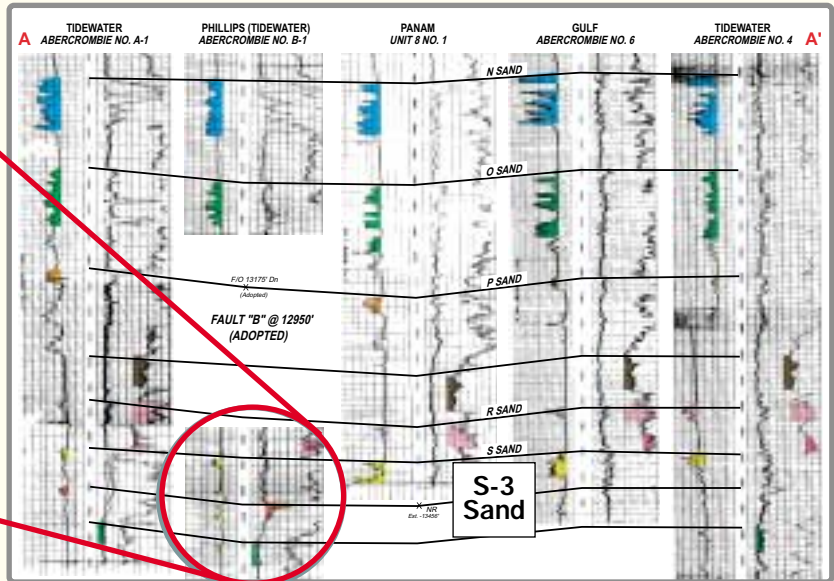 A
TIDEWATER
ABERCROMBIE NO. A-1
PHILLIPS (TIDEWATER)
ABERCROMBIE NO. B-1
PANAM
UNIT 8 NO. 1
GULF
ABERCROMBIE NO. 6
TIDEWATER
ABERCROMBIE NO. 4
A'
N SAND
O SAND
F/O 13175' Dn
(Adopted)
P SAND
FAULT "B" @ 12950'
(ADOPTED)
R SAND
S SAND
S-3
Sand
NR
Est. -13456'